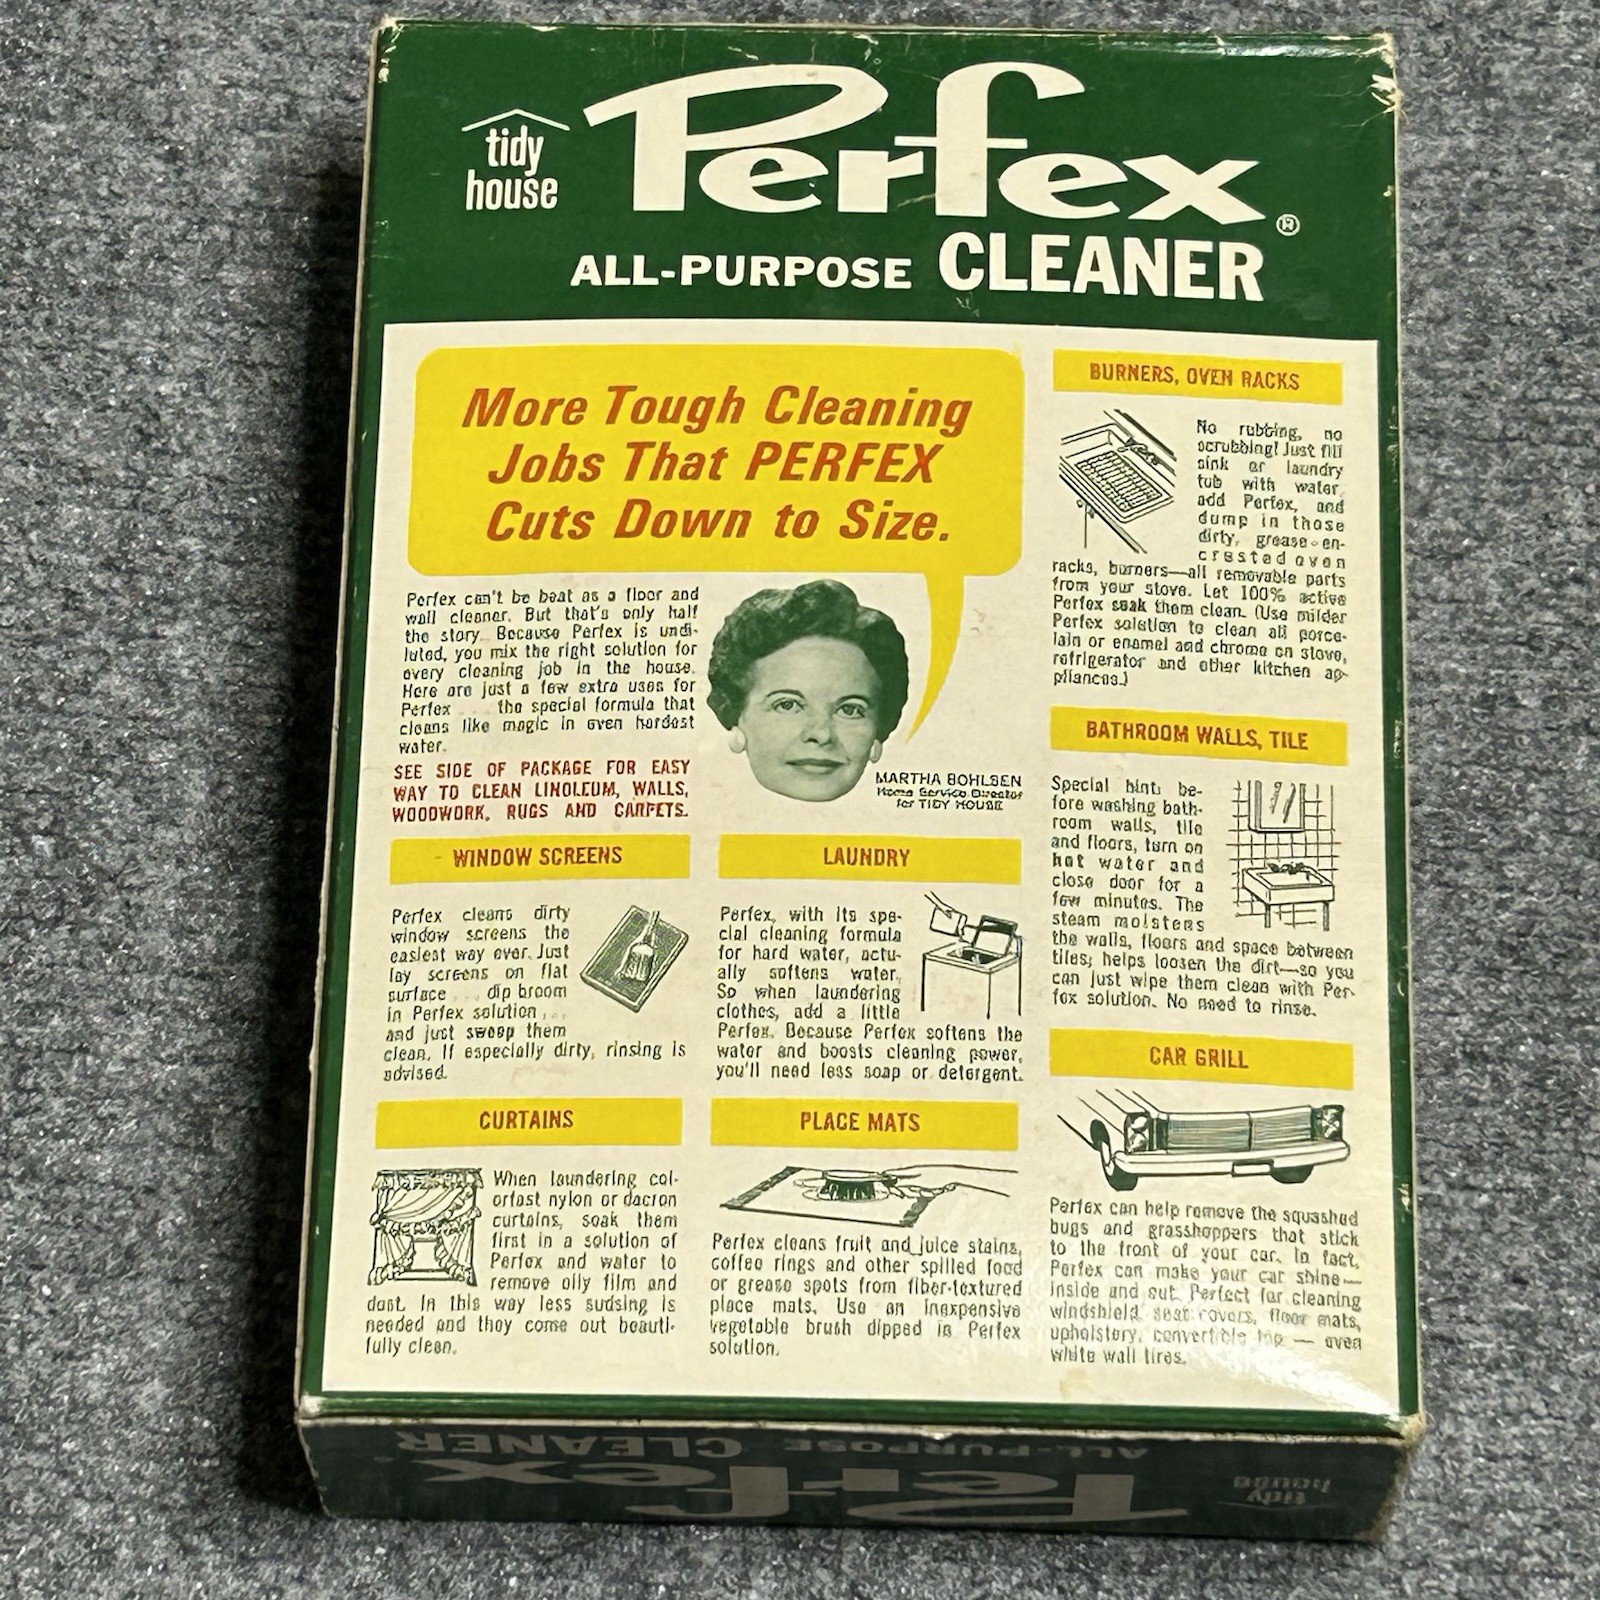 tidy
house
Perfex®
ALL-PURPOSE CLEANER
More Tough Cleaning
Jobs That PERFEX
Cuts Down to Size.
Perfex can't be beat as a floor and
wall cleaner. But that's only half
the story. Because Perfex is undi-
luted, you mix the right solution for
every cleaning job in the house.
Here are just a few extra uses for
Perfex ... the special formula that
cleans like magic in even hardest
water.
SEE SIDE OF PACKAGE FOR EASY
WAY TO CLEAN LINOLEUM, WALLS,
WOODWORK, RUGS AND CARPETS.
MARTHA BOHLSEN
Home Service Director
for TIDY HOUSE
WINDOW SCREENS
Perfex cleans dirty
window screens the
easiest way ever. Just
lay screens on flat
surface ... dip broom
in Perfex solution ...
and just sweep them
clean. If especially dirty, rinsing is
advised.
LAUNDRY
Perfex, with its spe-
cial cleaning formula
for hard water, actu-
ally softens water.
So when laundering
clothes, add a little
Perfex. Because Perfex softens the
water and boosts cleaning power,
you'll need less soap or detergent.
CURTAINS
When laundering col-
orfast nylon or dacron
curtains, soak them
first in a solution of
Perfex and water to
remove oily film and
dust. In this way less sudsing is
needed and they come out beauti-
fully clean.
PLACE MATS
Perfex cleans fruit and juice stains,
coffee rings and other spilled food
or grease spots from fiber-textured
place mats. Use an inexpensive
vegetable brush dipped in Perfex
solution.
BURNERS, OVEN RACKS
No rubbing, no
scrubbing! Just fill
sink or laundry
tub with water,
add Perfex, and
dump in those
dirty, grease-en-
crusted oven
racks, burners—all removable parts
from your stove. Let 100% active
Perfex soak them clean. (Use milder
Perfex solution to clean all porce-
lain or enamel and chrome on stove,
refrigerator and other kitchen ap-
pliances.)
BATHROOM WALLS, TILE
Special hint: be-
fore washing bath-
room walls, tile
and floors, turn on
hot water and
close door for a
few minutes. The
steam moistens
the walls, floors and space between
tiles; helps loosen the dirt—so you
can just wipe them clean with Per-
fex solution. No need to rinse.
CAR GRILL
Perfex can help remove the squashed
bugs and grasshoppers that stick
to the front of your car. In fact,
Perfex can make your car shine—
inside and out. Perfect for cleaning
windshield, seat covers, floor mats,
upholstery, convertible top — even
white wall tires.
tidy
house
Perfex
ALL-PURPOSE CLEANER